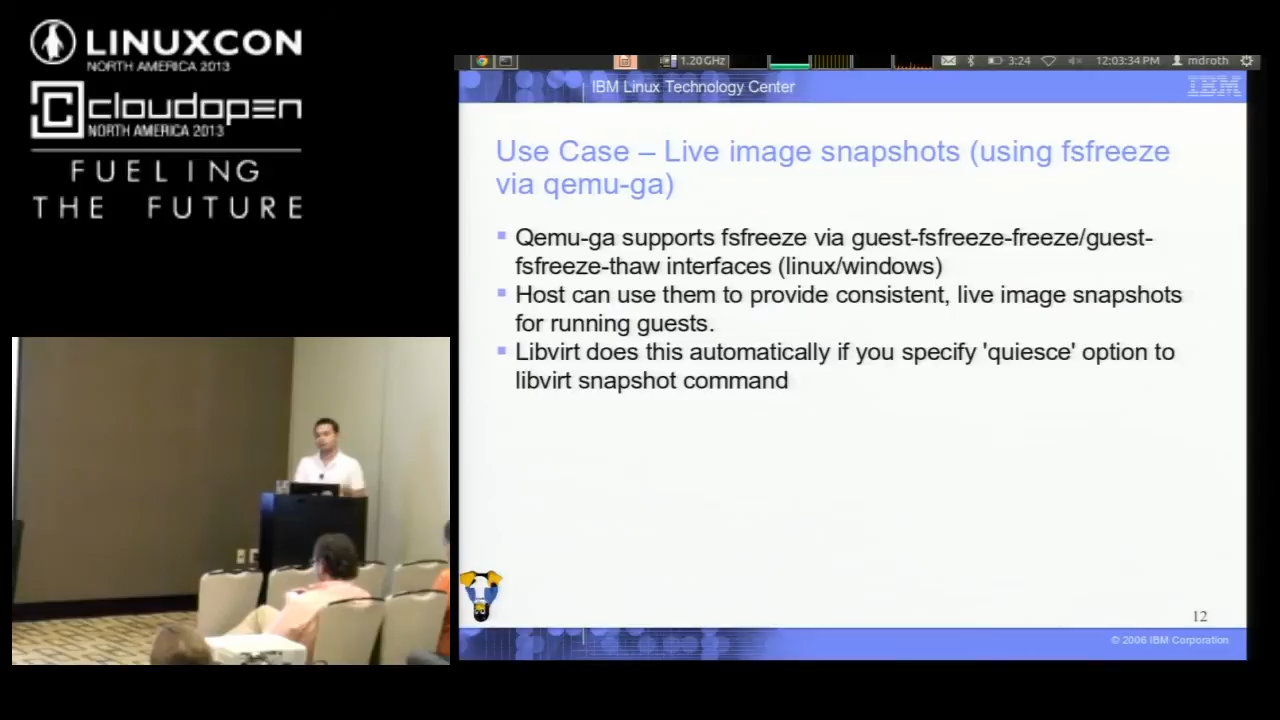 LINUXCON
NORTH AMERICA 2013
cloudopen
NORTH AMERICA 2013
FUELING
THE FUTURE
1.20 GHz
3:24
12:03:34 PM
mdroth
IBM Linux Technology Center
IBM
Use Case – Live image snapshots (using fsfreeze
via qemu-ga)
Qemu-ga supports fsfreeze via guest-fsfreeze-freeze/guest-
fsfreeze-thaw interfaces (linux/windows)
Host can use them to provide consistent, live image snapshots
for running guests.
Libvirt does this automatically if you specify 'quiesce' option to
libvirt snapshot command
12
© 2006 IBM Corporation